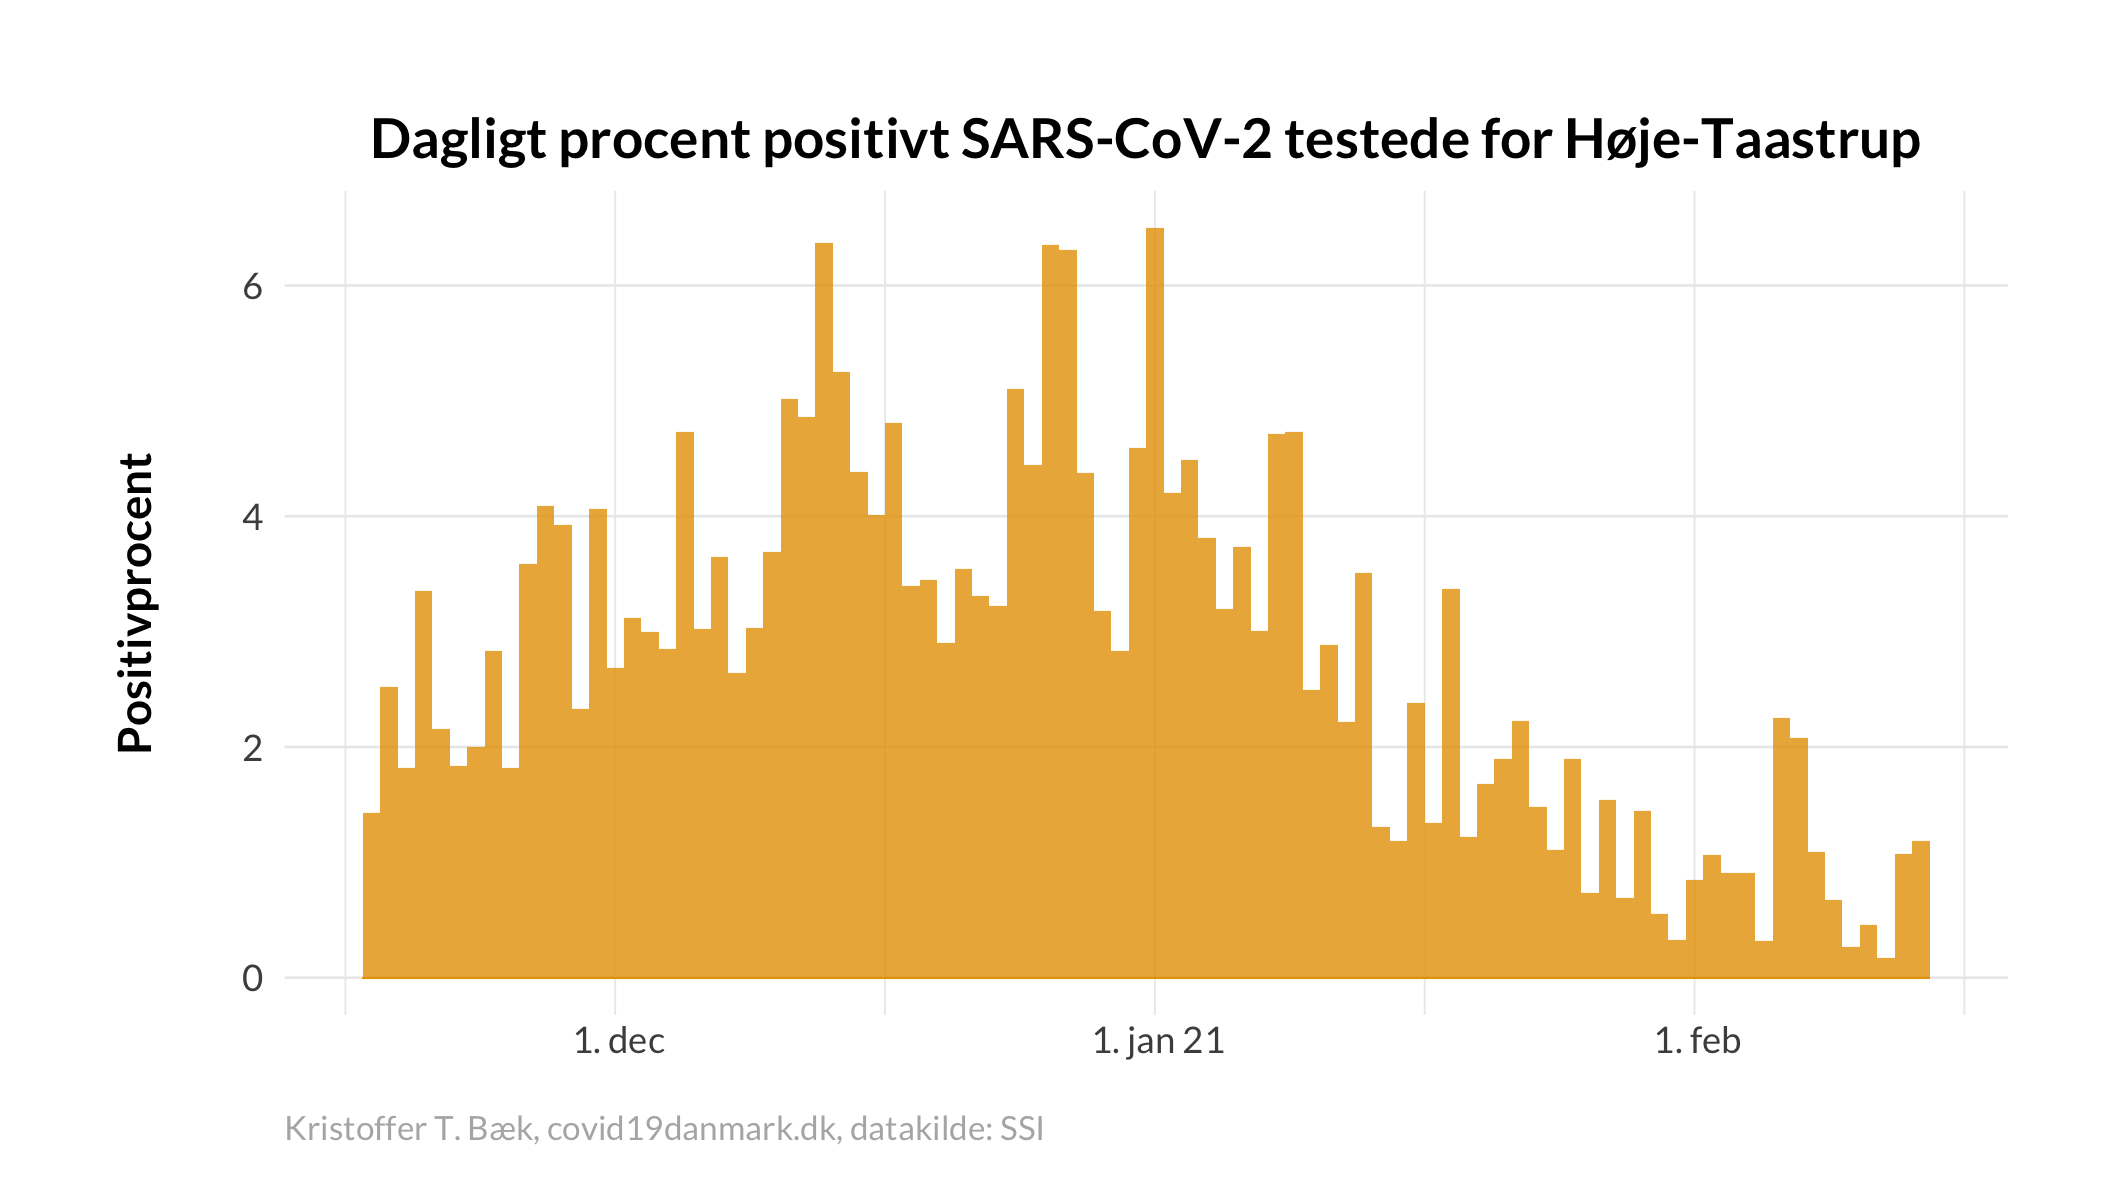 Dagligt procent positivt SARS-CoV-2 testede for Høje-Taastrup
Positivprocent
6
4
2
0
1. dec
1. jan 21
1. feb
Kristoffer T. Bæk, covid19danmark.dk, datakilde: SSI